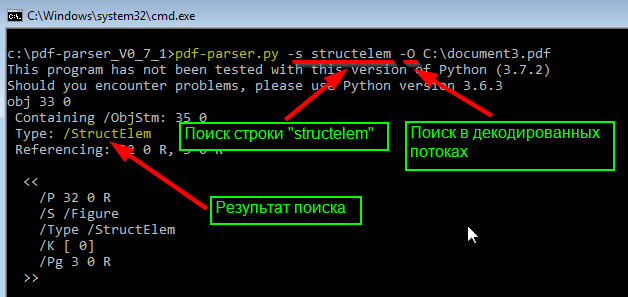 C:\Windows\system32\cmd.exe
c:\pdf-parser_V0_7_1>pdf-parser.py -s structelem -O C:\document3.pdf
This program has not been tested with this version of Python (3.7.2)
Should you encounter problems, please use Python version 3.6.3
obj 33 0
Containing /ObjStm: 35 0
Type: /StructElem
Referencing: 32 0 R, 3 0 R
Поиск строки "structelem"
Поиск в декодированных
потоках
Результат поиска
<<
/P 32 0 R
/S /Figure
/Type /StructElem
/K [ 0]
/Pg 3 0 R
>>